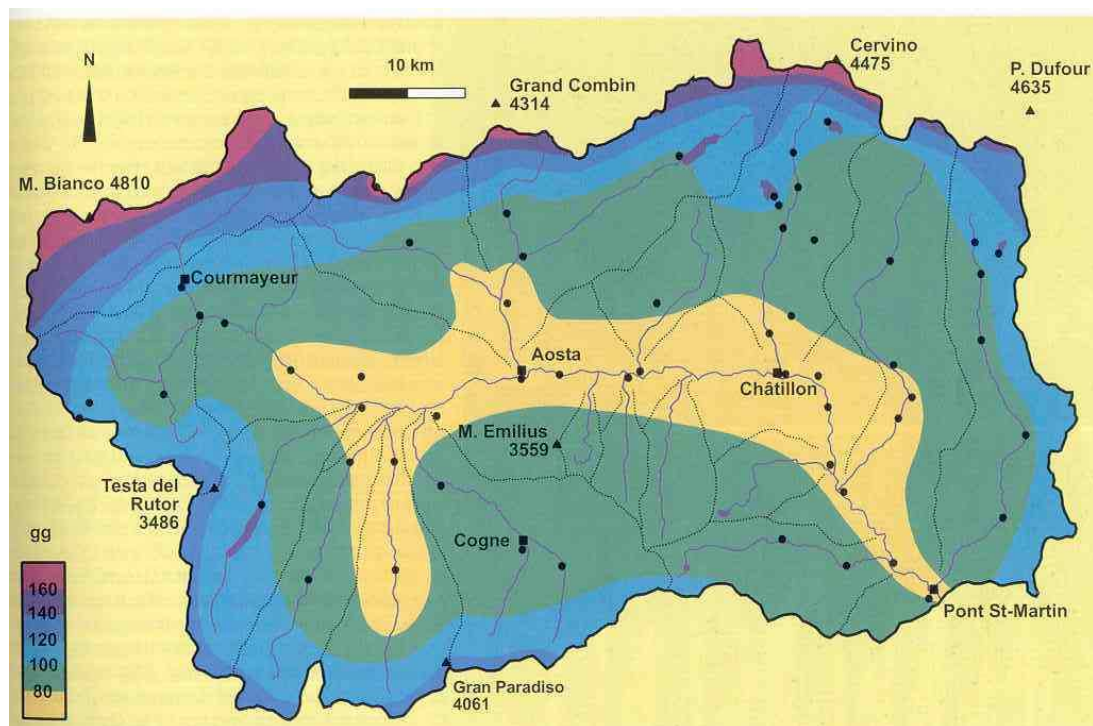 N
10 km
Grand Combin
4314
Cervino
4475
P. Dufour
4635
M. Bianco 4810
Courmayeur
Aosta
Châtillon
M. Emilius
3559
Testa del
Rutor
3486
Cogne
Pont St-Martin
Gran Paradiso
4061
gg
160
140
120
100
80